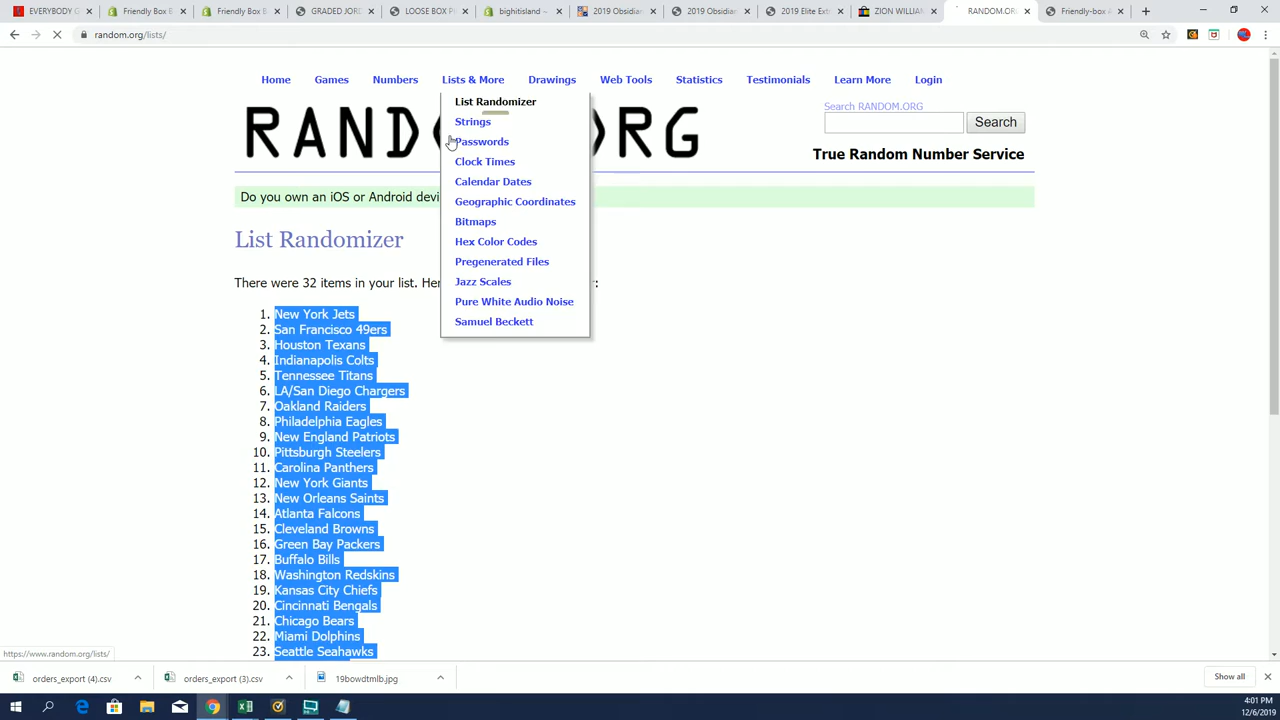 EVERYBODY G
Friendly Box B
Friendly Box B
GRADED JORD
LOOSE BOX P
bighitisland ~
2019 Obsidian
2019 Obsidian
2019 Elite Ext
ZION WILLIAM
RANDOM.ORG
Friendly-box A
random.org/lists/
Home Games Numbers Lists & More Drawings Web Tools Statistics Testimonials Learn More Login
List Randomizer
Strings
Passwords
Clock Times
Calendar Dates
Geographic Coordinates
Bitmaps
Hex Color Codes
Pregenerated Files
Jazz Scales
Pure White Audio Noise
Samuel Beckett
RAND
RG
Search RANDOM.ORG
Search
True Random Number Service
Do you own an iOS or Android devi
List Randomizer
There were 32 items in your list. Her
:
1. New York Jets
2. San Francisco 49ers
3. Houston Texans
4. Indianapolis Colts
5. Tennessee Titans
6. LA/San Diego Chargers
7. Oakland Raiders
8. Philadelphia Eagles
9. New England Patriots
10. Pittsburgh Steelers
11. Carolina Panthers
12. New York Giants
13. New Orleans Saints
14. Atlanta Falcons
15. Cleveland Browns
16. Green Bay Packers
17. Buffalo Bills
18. Washington Redskins
19. Kansas City Chiefs
20. Cincinnati Bengals
21. Chicago Bears
22. Miami Dolphins
23. Seattle Seahawks
https://www.random.org/lists/
orders_export (4).csv
orders_export (3).csv
19bowdtmlb.jpg
Show all
4:01 PM
12/6/2019